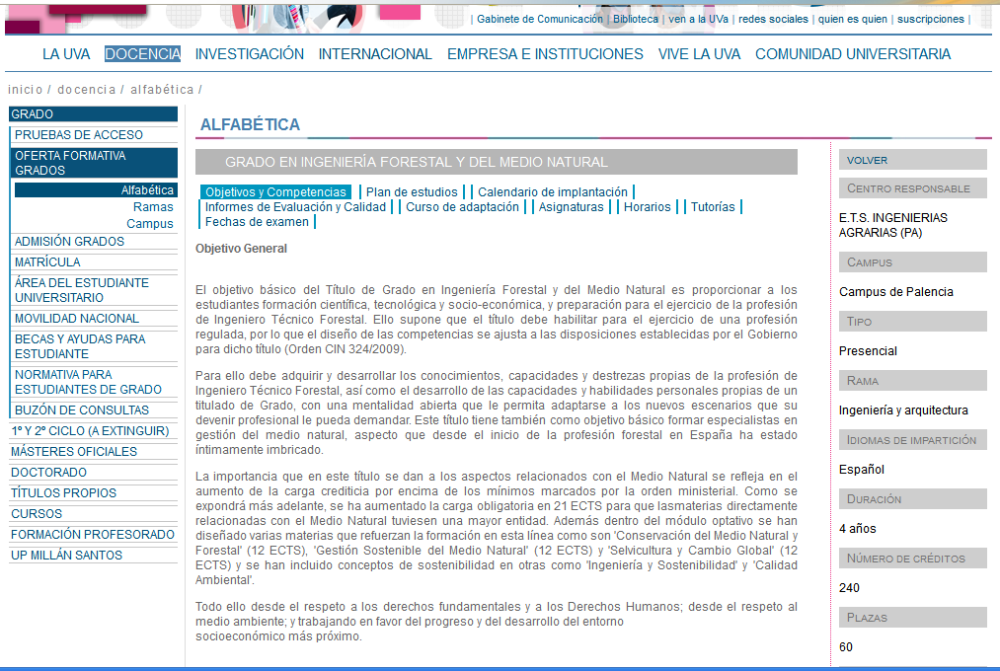 | Gabinete de Comunicación | Biblioteca | ven a la UVa | redes sociales | quien es quien | suscripciones |
LA UVA DOCENCIA INVESTIGACIÓN INTERNACIONAL EMPRESA E INSTITUCIONES VIVE LA UVA COMUNIDAD UNIVERSITARIA
inicio / docencia / alfabética /
GRADO
PRUEBAS DE ACCESO
OFERTA FORMATIVA
GRADOS
Alfabética
Ramas
Campus
ADMISIÓN GRADOS
MATRÍCULA
ÁREA DEL ESTUDIANTE
UNIVERSITARIO
MOVILIDAD NACIONAL
BECAS Y AYUDAS PARA
ESTUDIANTE
NORMATIVA PARA
ESTUDIANTES DE GRADO
BUZÓN DE CONSULTAS
1º Y 2º CICLO (A EXTINGUIR)
MÁSTERES OFICIALES
DOCTORADO
TÍTULOS PROPIOS
CURSOS
FORMACIÓN PROFESORADO
UP MILLÁN SANTOS
ALFABÉTICA
GRADO EN INGENIERÍA FORESTAL Y DEL MEDIO NATURAL
Objetivos y Competencias | Plan de estudios | | Calendario de implantación |
| Informes de Evaluación y Calidad | | Curso de adaptación | | Asignaturas | | Horarios | | Tutorías |
| Fechas de examen |
Objetivo General
El objetivo básico del Título de Grado en Ingeniería Forestal y del Medio Natural es proporcionar a los
estudiantes formación científica, tecnológica y socio-económica, y preparación para el ejercicio de la profesión
de Ingeniero Técnico Forestal. Ello supone que el título debe habilitar para el ejercicio de una profesión
regulada, por lo que el diseño de las competencias se ajusta a las disposiciones establecidas por el Gobierno
para dicho título (Orden CIN 324/2009).
Para ello debe adquirir y desarrollar los conocimientos, capacidades y destrezas propias de la profesión de
Ingeniero Técnico Forestal, así como el desarrollo de las capacidades y habilidades personales propias de un
titulado de Grado, con una mentalidad abierta que le permita adaptarse a los nuevos escenarios que su
devenir profesional le pueda demandar. Este título tiene también como objetivo básico formar especialistas en
gestión del medio natural, aspecto que desde el inicio de la profesión forestal en España ha estado
íntimamente imbricado.
La importancia que en este título se dan a los aspectos relacionados con el Medio Natural se refleja en el
aumento de la carga crediticia por encima de los mínimos marcados por la orden ministerial. Como se
expondrá más adelante, se ha aumentado la carga obligatoria en 21 ECTS para que lasmaterias directamente
relacionadas con el Medio Natural tuviesen una mayor entidad. Además dentro del módulo optativo se han
diseñado varias materias que refuerzan la formación en esta línea como son 'Conservación del Medio Natural y
Forestal' (12 ECTS), 'Gestión Sostenible del Medio Natural' (12 ECTS) y 'Selvicultura y Cambio Global' (12
ECTS) y se han incluido conceptos de sostenibilidad en otras como 'Ingeniería y Sostenibilidad' y 'Calidad
Ambiental'.
Todo ello desde el respeto a los derechos fundamentales y a los Derechos Humanos; desde el respeto al
medio ambiente; y trabajando en favor del progreso y del desarrollo del entorno
socioeconómico más próximo.
VOLVER
CENTRO RESPONSABLE
E.T.S. INGENIERIAS
AGRARIAS (PA)
CAMPUS
Campus de Palencia
TIPO
Presencial
RAMA
Ingeniería y arquitectura
IDIOMAS DE IMPARTICIÓN
Español
DURACIÓN
4 años
NÚMERO DE CRÉDITOS
240
PLAZAS
60